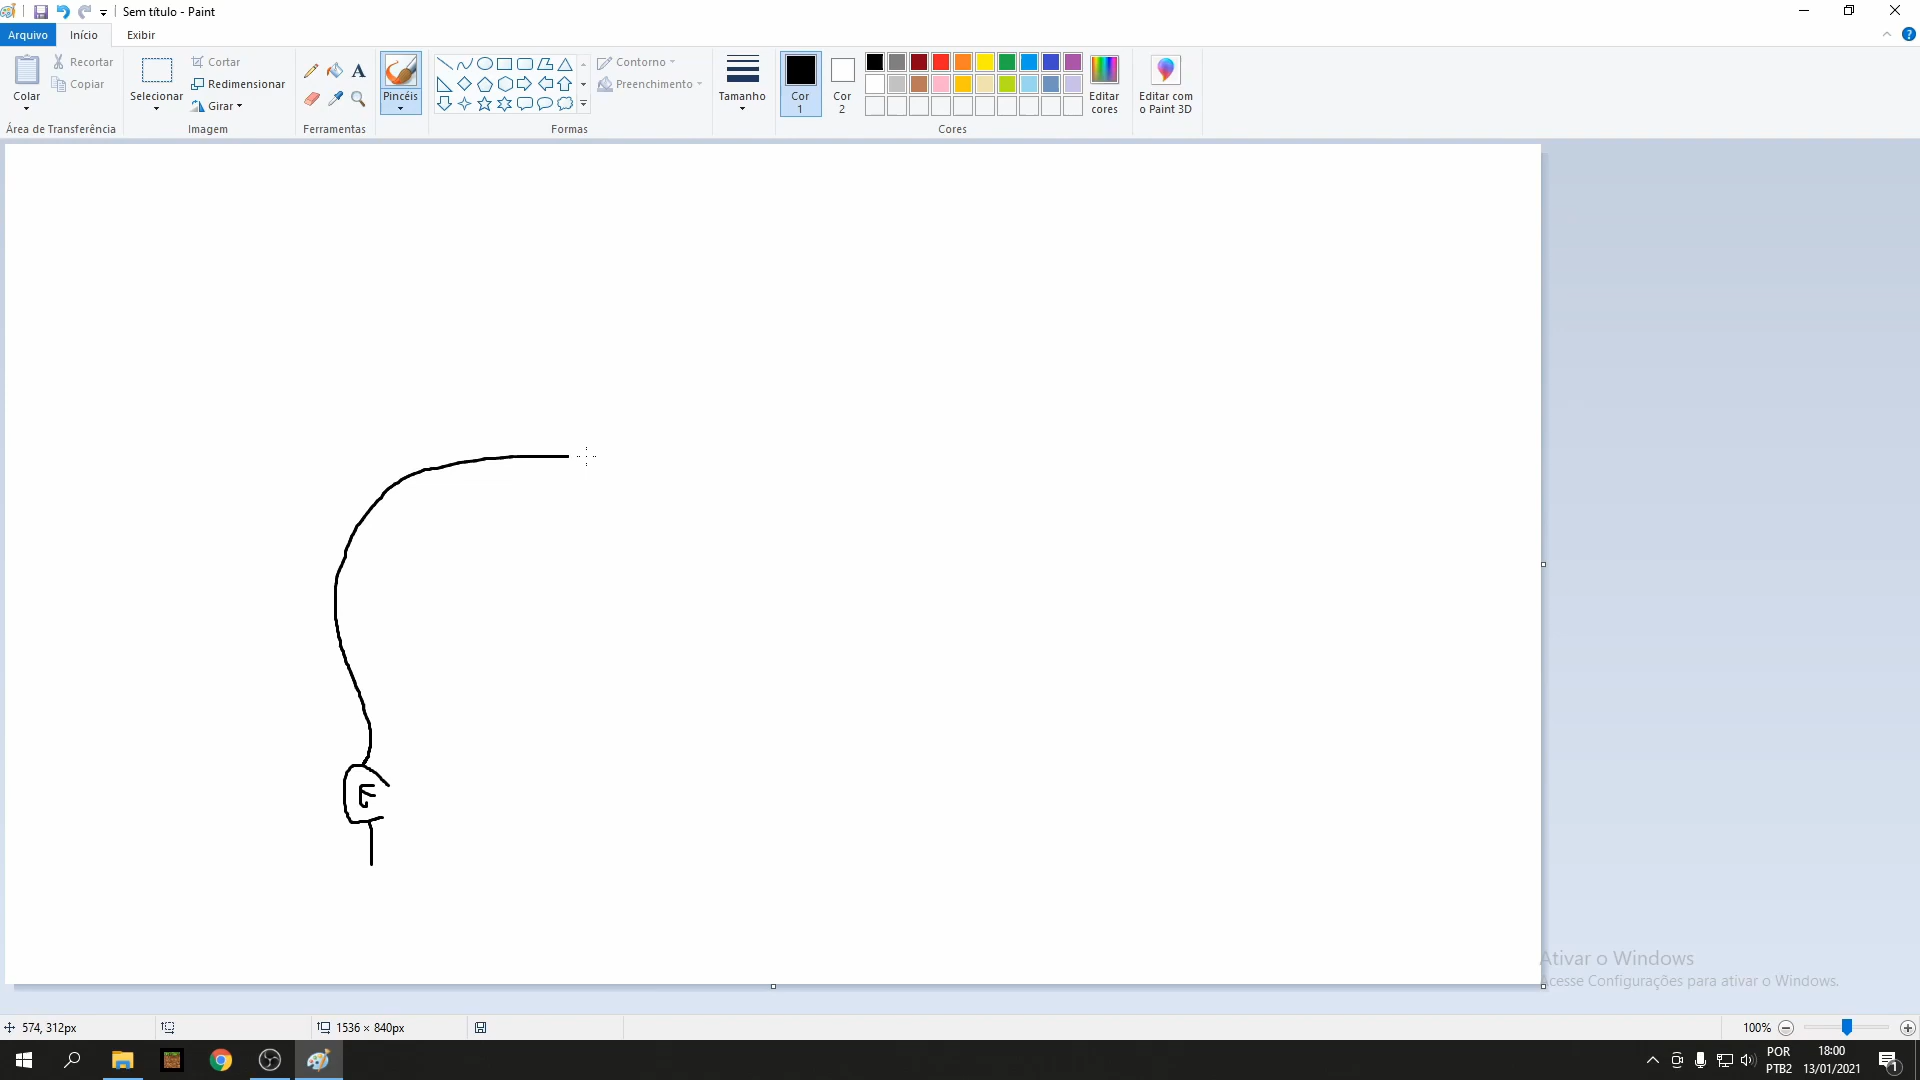 Sem título - Paint
Arquivo Início Exibir
Colar
Recortar
Copiar
Área de Transferência
Selecionar
Cortar
Redimensionar
Girar
Imagem
A
Ferramentas
Pincéis
Formas
Contorno
Preenchimento
Tamanho
Cor
1
Cor
2
Cores
Editar
cores
Editar com
o Paint 3D
?
E
Ativar o Windows
Acesse Configurações para ativar o Windows.
574, 312px
1536 × 840px
100%
POR
PTB2
18:00
13/01/2021
1